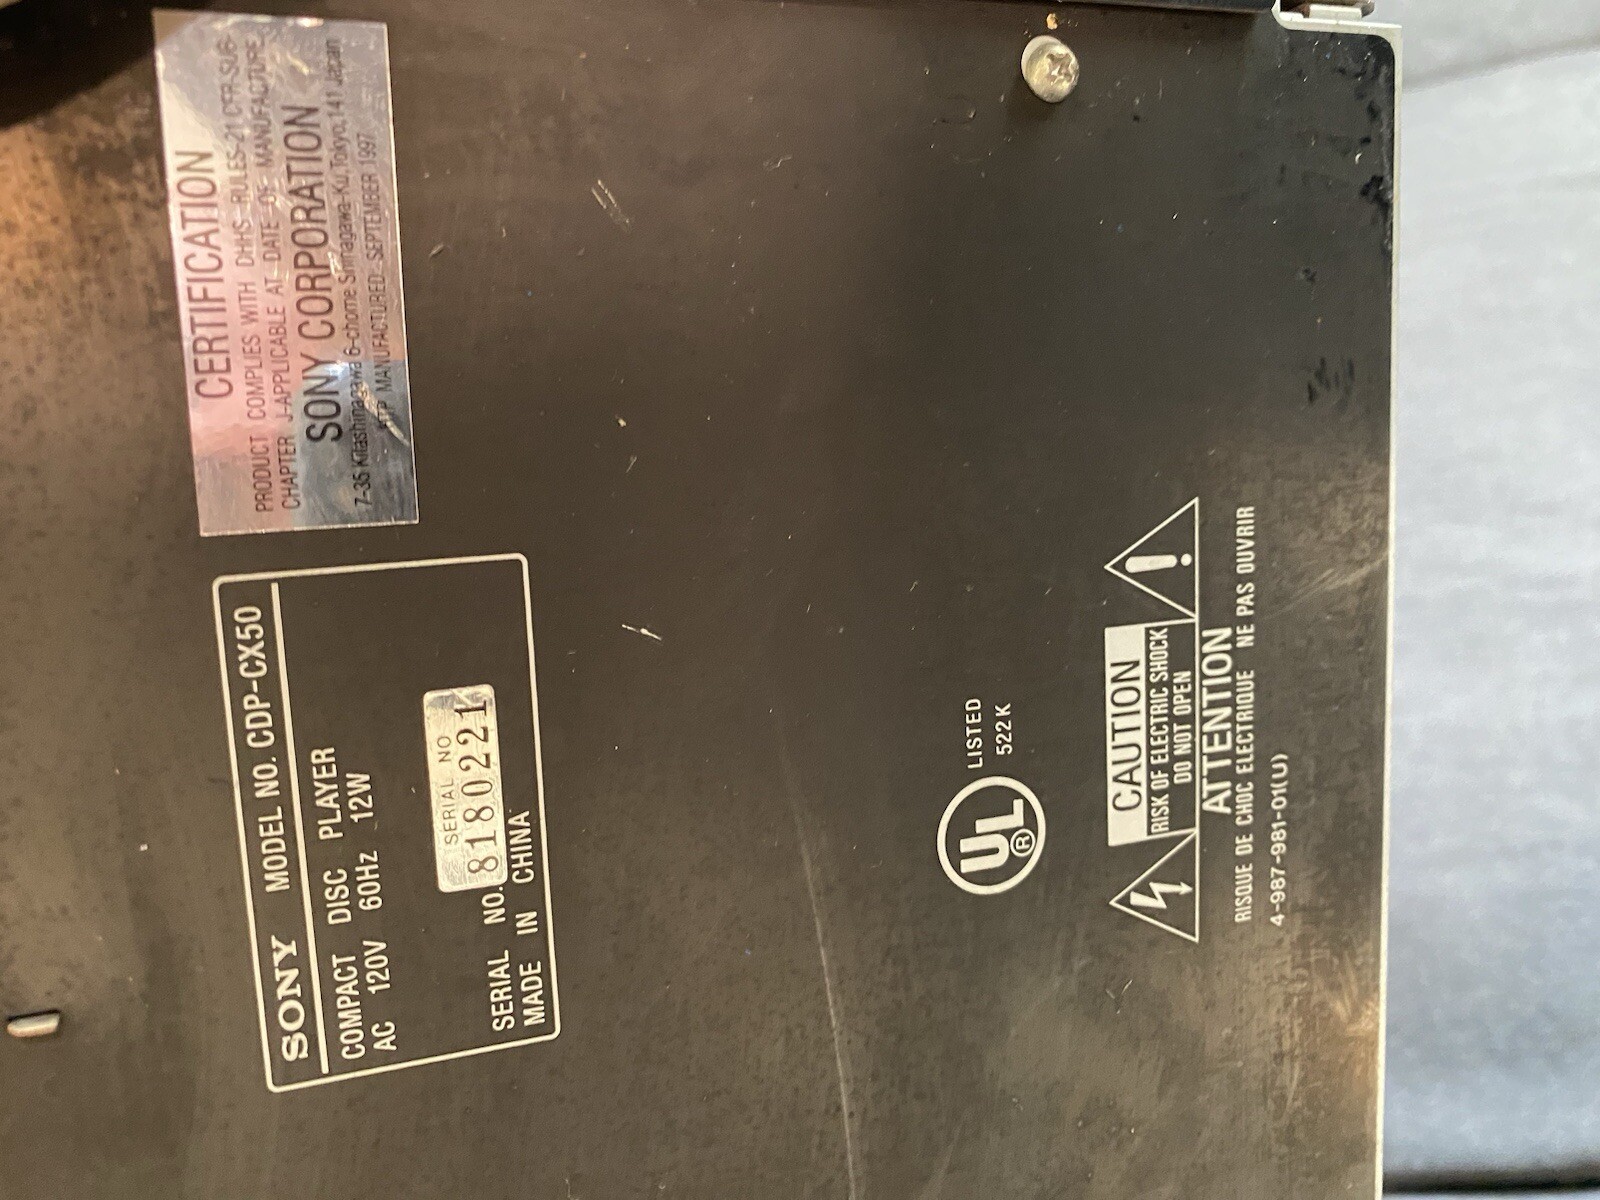 CERTIFICATION
PRODUCT COMPLIES WITH DHHS RULES-21 CFR-SUB-
CHAPTER J-APPLICABLE AT DATE OF MANUFACTURE
SONY CORPORATION
7-35 Kitashinagawa 6-chome Shinagawa-Ku, Tokyo, 141 Japan
MANUFACTURED SEPTEMBER 1997
SONY MODEL NO. CDP-CX50
COMPACT DISC PLAYER
AC 120V 60Hz 12W
SERIAL NO
SERIAL NO. 8180221
MADE IN CHINA
UL ® LISTED
522K
CAUTION
RISK OF ELECTRIC SHOCK
DO NOT OPEN
ATTENTION
RISQUE DE CHOC ELECTRIQUE NE PAS OUVRIR
4-987-981-01(U)